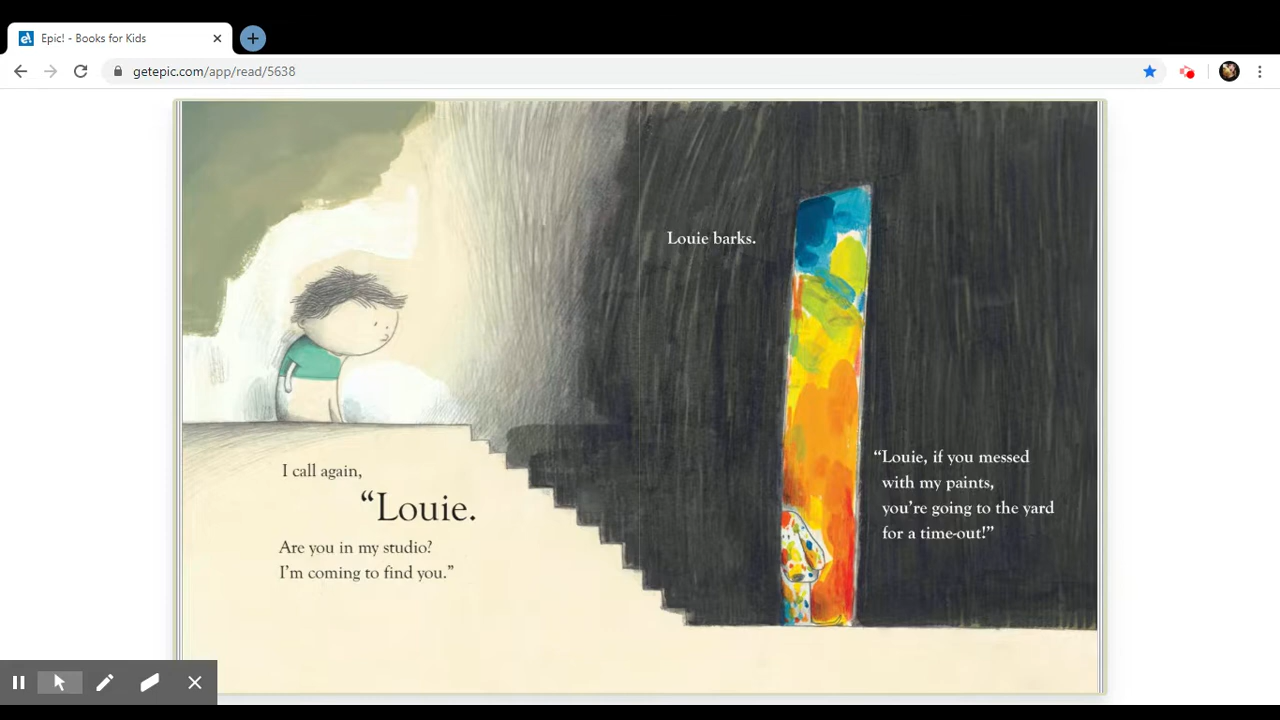 Epic! - Books for Kids
getepic.com/app/read/5638
I call again,
“Louie.
Are you in my studio?
I’m coming to find you.”
Louie barks.
“Louie, if you messed
with my paints,
you’re going to the yard
for a time-out!”